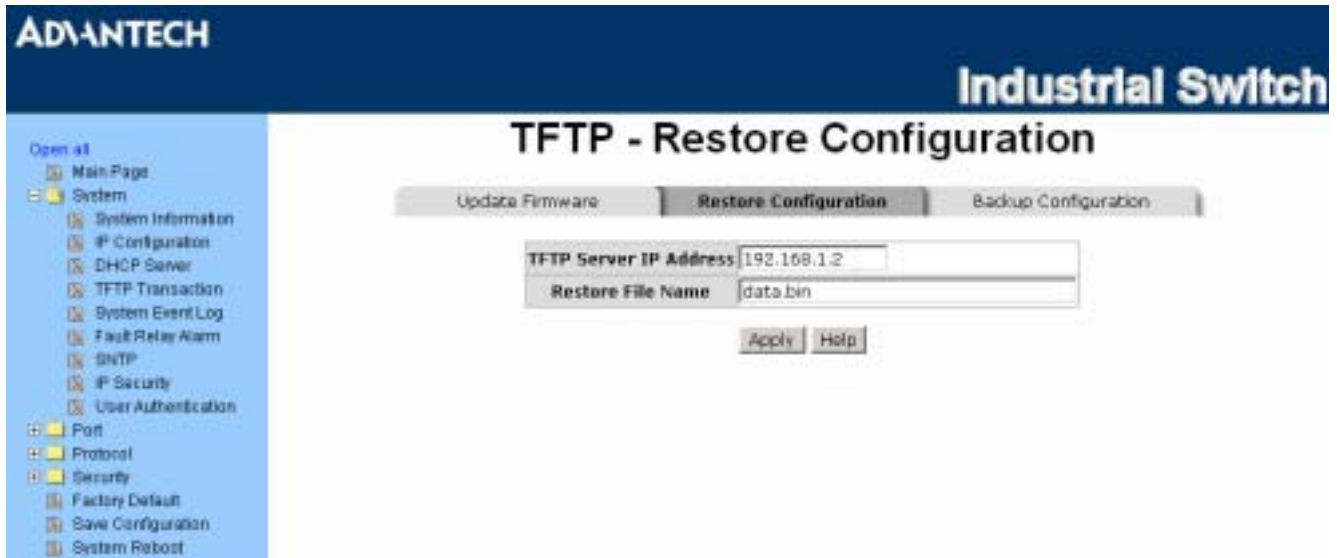 ADVANTECH
Industrial Switch
Open all
Main Page
System
System Information
IP Configuration
DHCP Server
TFTP Transaction
System Event Log
Fault Relay Alarm
SNTP
IP Security
User Authentication
Port
Protocol
Security
Factory Default
Save Configuration
System Reboot
TFTP - Restore Configuration
Update Firmware
Restore Configuration
Backup Configuration
TFTP Server IP Address 192.168.1.2
Restore File Name data.bin
Apply Help